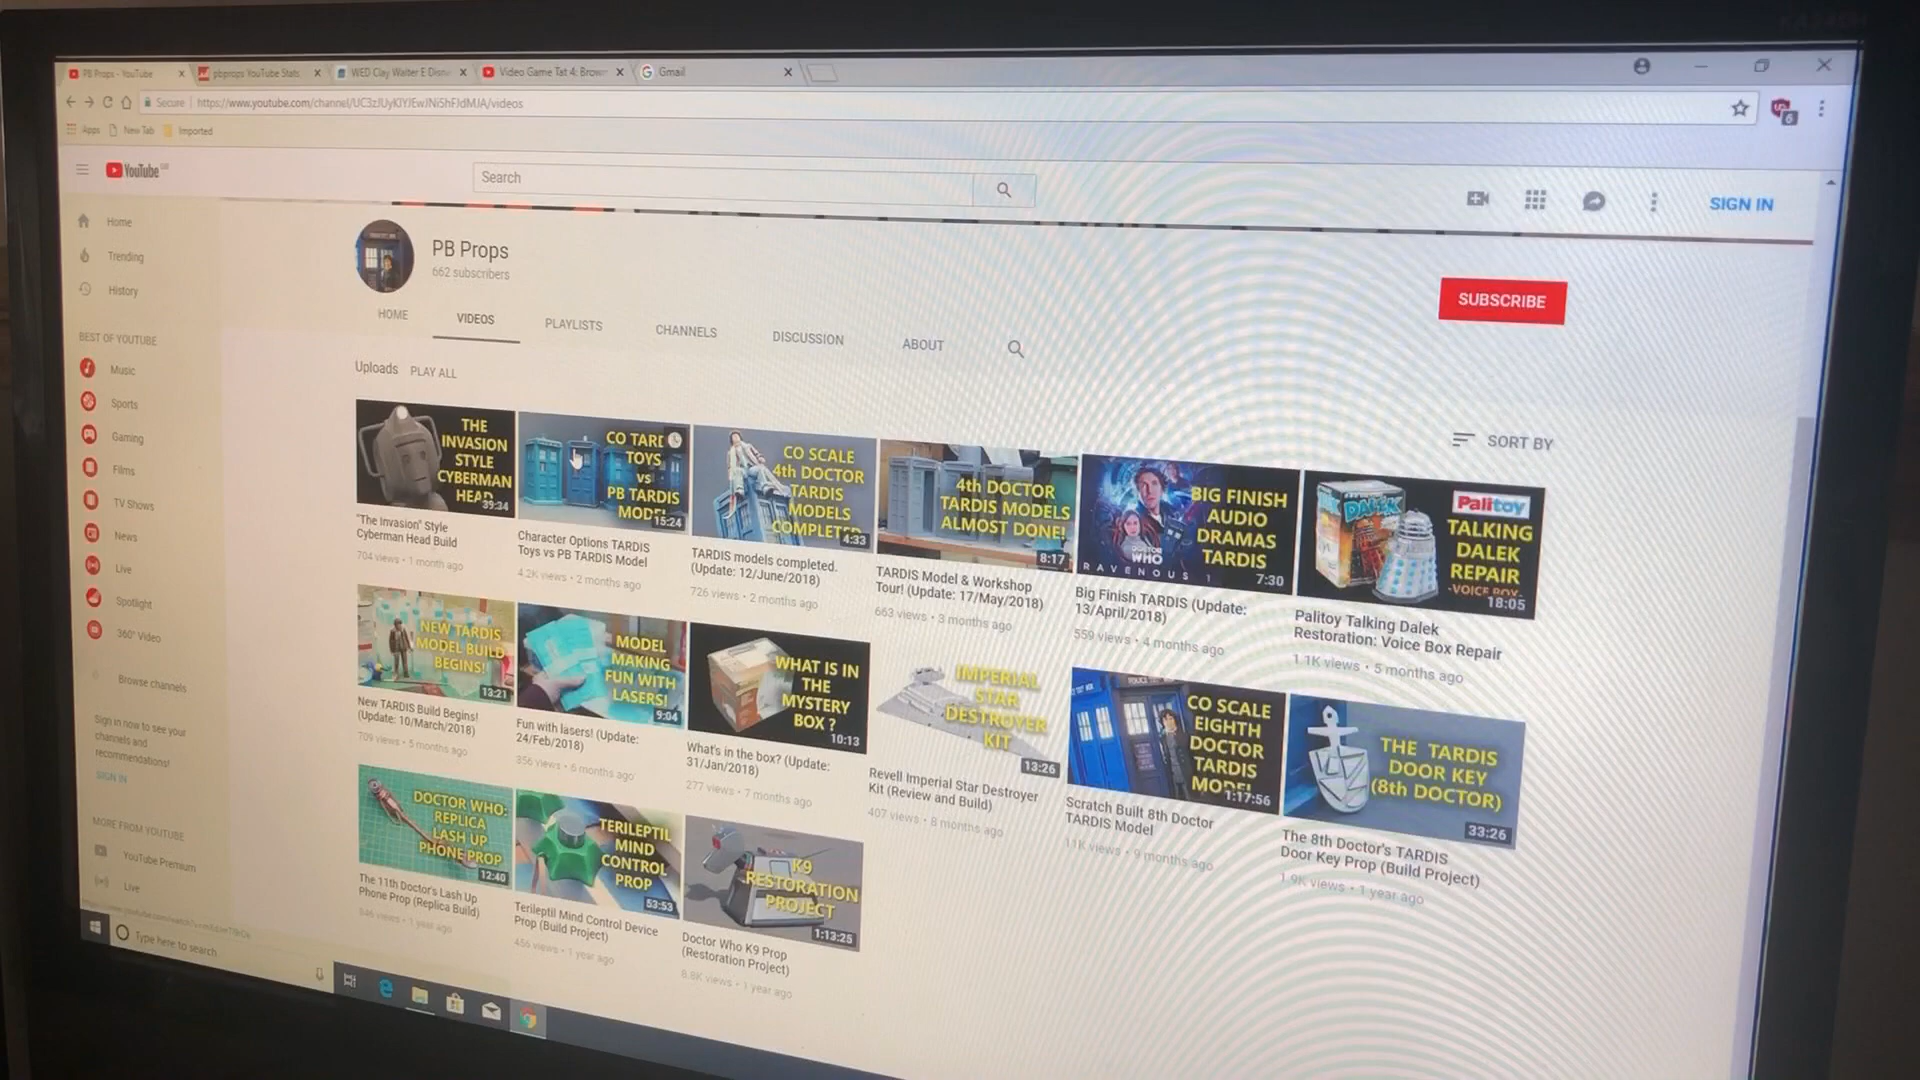 PB Props - YouTube
pbprops YouTube Stats
WED Clay Walter E Disn
Video Game Tat 4: Brow
Gmail
Secure
https://www.youtube.com/channel/UC3zJUyKlYJEwJNi5hFJdMJA/videos
6
Apps
New Tab
Imported
YouTube
Search
SIGN IN
Home
Trending
History
BEST OF YOUTUBE
Music
Sports
Gaming
Films
TV Shows
News
Live
Spotlight
360° Video
Browse channels
Sign in now to see your
channels and
recommendations!
SIGN IN
MORE FROM YOUTUBE
YouTube Premium
Live
PB Props
662 subscribers
SUBSCRIBE
HOME
VIDEOS
PLAYLISTS
CHANNELS
DISCUSSION
ABOUT
Uploads
PLAY ALL
SORT BY
THE
INVASION
STYLE
CYBERMAN
HEAD
39:34
"The Invasion" Style
Cyberman Head Build
704 views • 1 month ago
CO TARD
TOYS
vs
PB TARDIS
MODEL
15:24
Character Options TARDIS
Toys vs PB TARDIS Model
4.2K views • 2 months ago
CO SCALE
4th DOCTOR
TARDIS
MODELS
COMPLETED
4:33
TARDIS models completed.
(Update: 12/June/2018)
726 views • 2 months ago
4th DOCTOR
TARDIS MODELS
ALMOST DONE!
8:17
TARDIS Model & Workshop
Tour! (Update: 17/May/2018)
663 views • 3 months ago
BIG FINISH
AUDIO
DRAMAS
TARDIS
DOCTOR
WHO
RAVENOUS 1
7:30
Big Finish TARDIS (Update:
13/April/2018)
559 views • 4 months ago
Palitoy
DALEK
TALKING
DALEK
REPAIR
-VOICE BOX-
18:05
Palitoy Talking Dalek
Restoration: Voice Box Repair
1.1K views • 5 months ago
NEW TARDIS
MODEL BUILD
BEGINS!
13:21
New TARDIS Build Begins!
(Update: 10/March/2018)
709 views • 5 months ago
MODEL
MAKING
FUN WITH
LASERS!
9:04
Fun with lasers! (Update:
24/Feb/2018)
356 views • 6 months ago
WHAT IS IN
THE
MYSTERY
BOX ?
10:13
What's in the box? (Update:
31/Jan/2018)
277 views • 7 months ago
IMPERIAL
STAR
DESTROYER
KIT
13:26
Revell Imperial Star Destroyer
Kit (Review and Build)
407 views • 8 months ago
CO SCALE
EIGHTH
DOCTOR
TARDIS
MODEL
1:17:56
Scratch Built 8th Doctor
TARDIS Model
11K views • 9 months ago
THE TARDIS
DOOR KEY
(8th DOCTOR)
33:26
The 8th Doctor's TARDIS
Door Key Prop (Build Project)
1.9K views • 1 year ago
DOCTOR WHO:
REPLICA
LASH UP
PHONE PROP
12:40
The 11th Doctor's Lash Up
Phone Prop (Replica Build)
946 views • 1 year ago
TERILEPTIL
MIND
CONTROL
PROP
53:53
Terileptil Mind Control Device
Prop (Build Project)
456 views • 1 year ago
K9
RESTORATION
PROJECT
1:13:25
Doctor Who K9 Prop
(Restoration Project)
8.8K views • 1 year ago
Type here to search